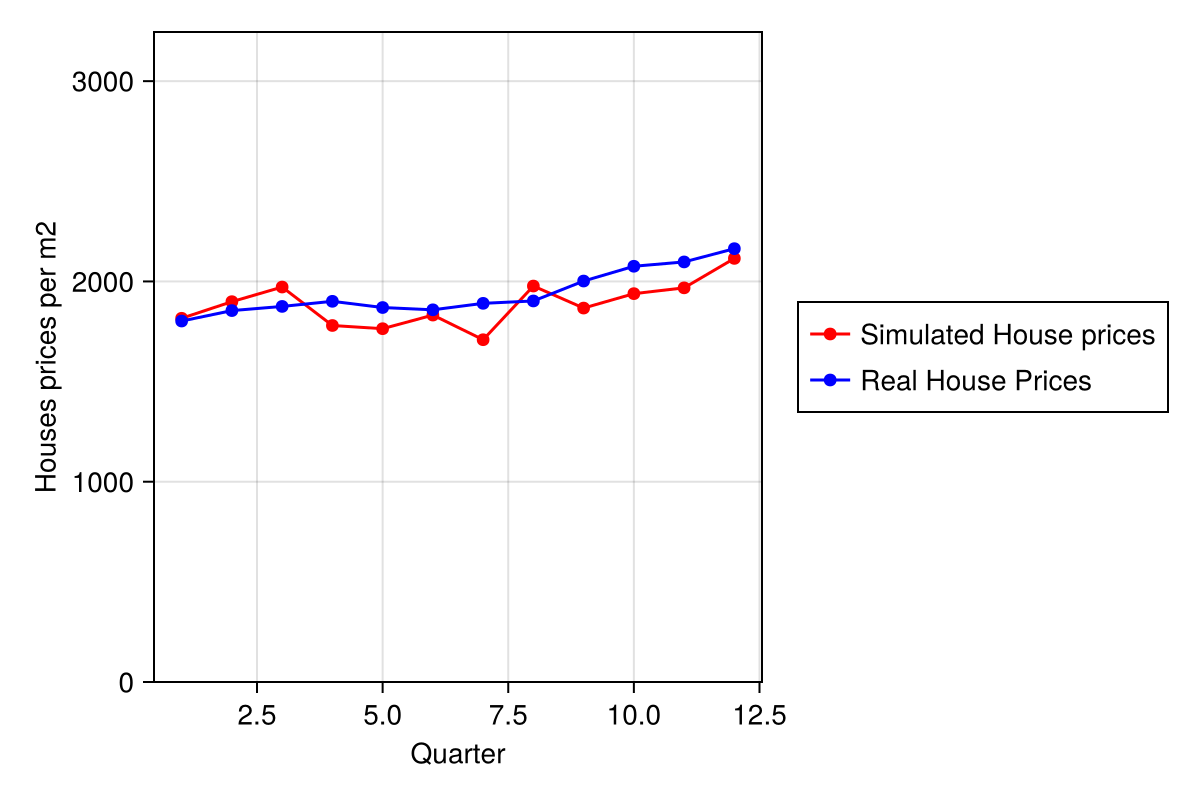 3000
2000
1000
0
Houses prices per m2
2.5 5.0 7.5 10.0 12.5
Quarter
Simulated House prices
Real House Prices